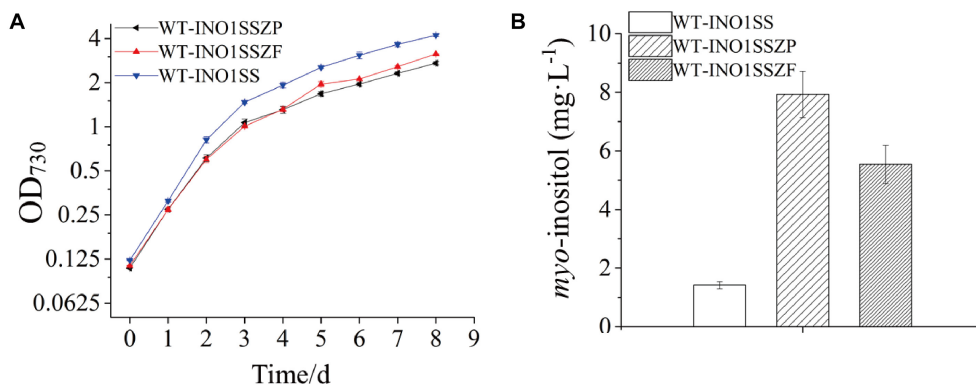 A
WT-INO1SSZP
WT-INO1SSZF
WT-INO1SS
OD730
4
2
1
0.5
0.25
0.125
0.0625
0 1 2 3 4 5 6 7 8 9
Time/d
B
WT-INO1SS
WT-INO1SSZP
WT-INO1SSZF
myo-inositol (mg·L-1)
10
8
6
4
2
0